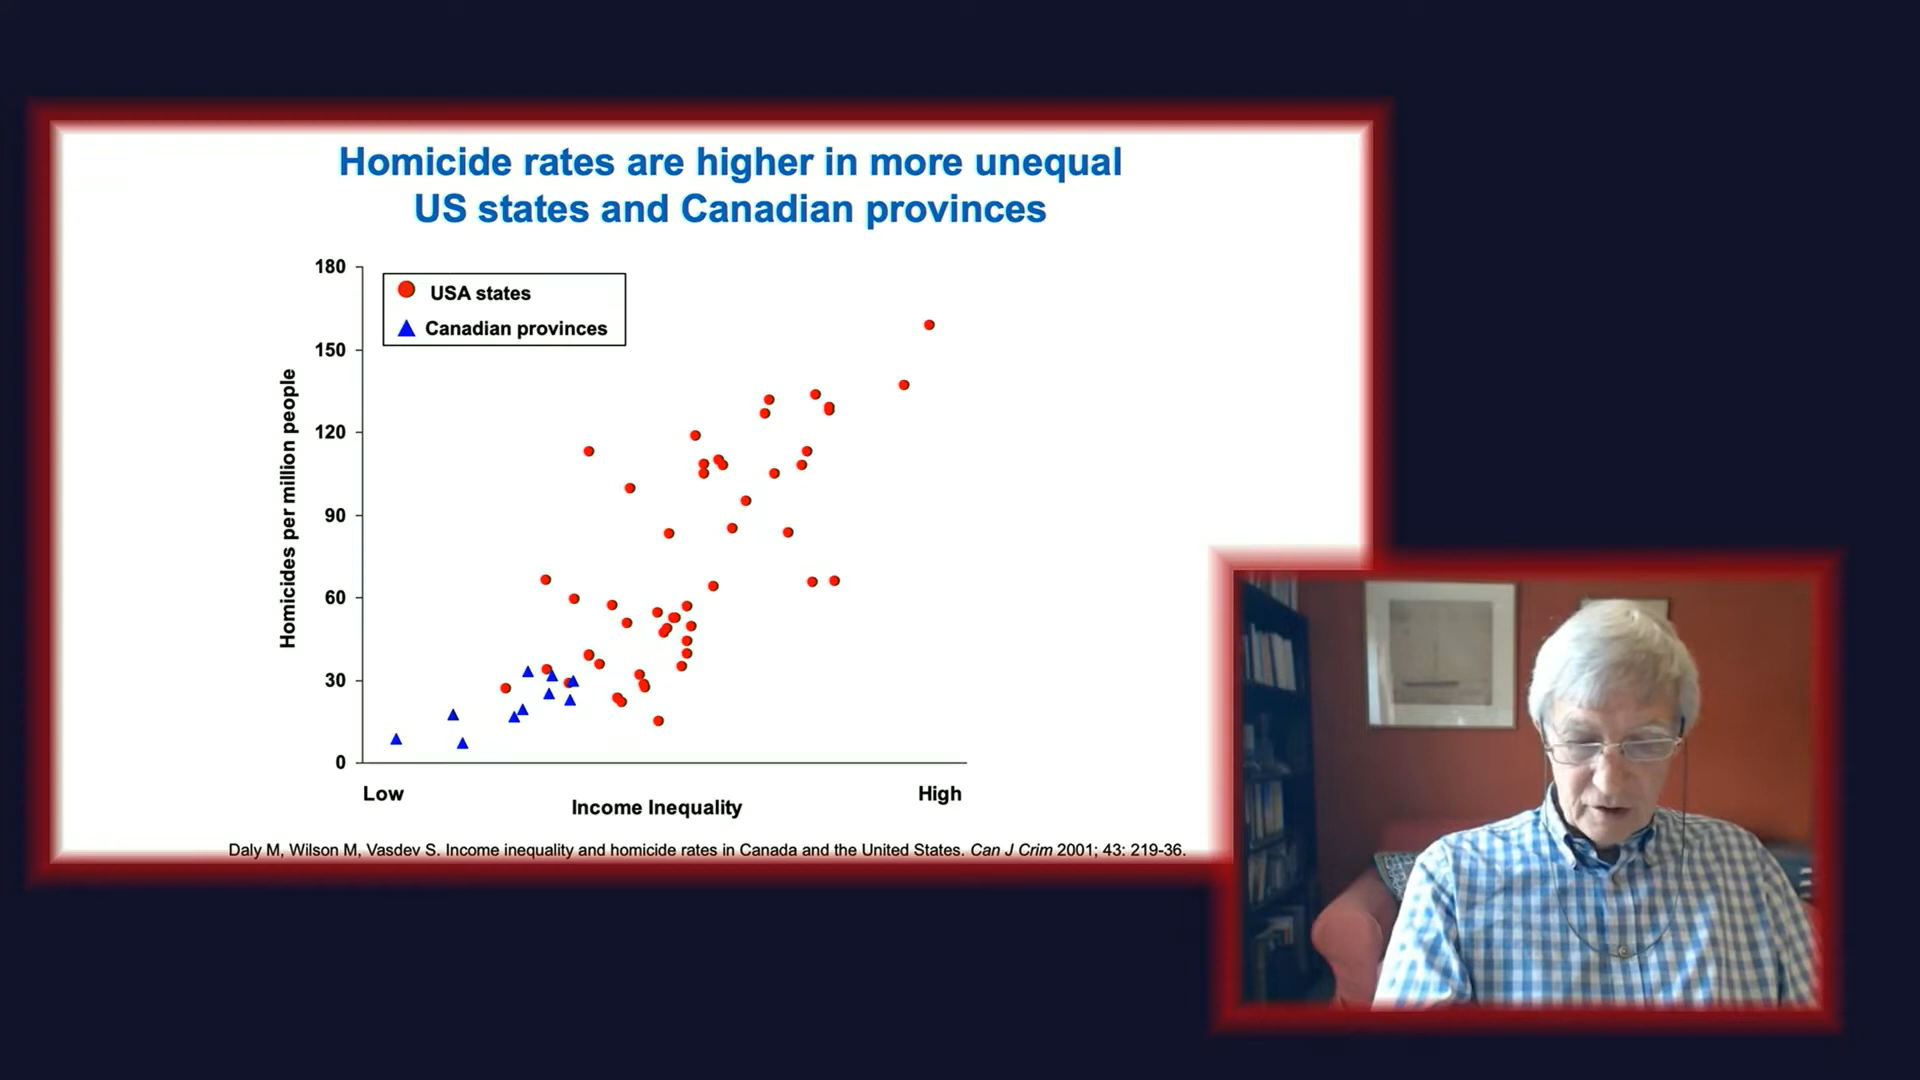 Homicide rates are higher in more unequal
US states and Canadian provinces
180
150
120
90
60
30
0
Homicides per million people
USA states
Canadian provinces
Low
High
Income Inequality
Daly M, Wilson M, Vasdev S. Income inequality and homicide rates in Canada and the United States. Can J Crim 2001; 43: 219-36.